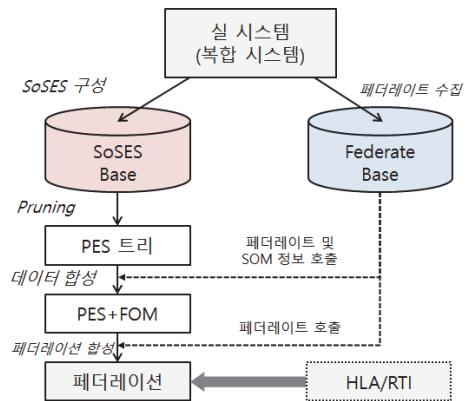 실 시스템
(복합 시스템)
SoSES 구성
페더레이트 수집
SoSES
Base
Federate
Base
Pruning
PES 트리
페더레이트 및
SOM 정보 호출
데이터 합성
PES+FOM
페더레이트 호출
페더레이션 합성
페더레이션
HLA/RTI